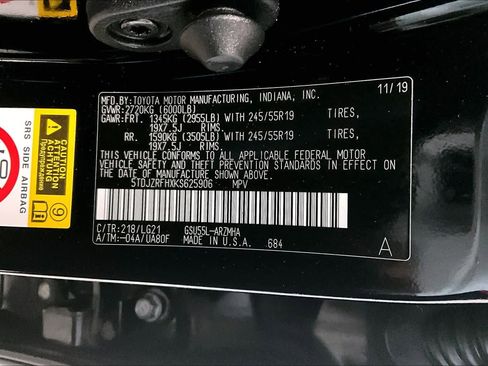 MFD.BY:TOYOTA MOTOR MANUFACTURING, INDIANA, INC. 11/19
GVWR:2720KG (6000LB)
GAWR:FRT. 1345KG (2955LB) WITH 245/55R19 TIRES,
19X7.5J RIMS.
RR. 1590KG (3505LB) WITH 245/55R19 TIRES,
19X7.5J RIMS.
THIS VEHICLE CONFORMS TO ALL APPLICABLE FEDERAL MOTOR
VEHICLE SAFETY AND THEFT PREVENTION STANDARDS IN EFFECT ON
THE DATE OF MANUFACTURE SHOWN ABOVE.
5TDJZRFHXKS625906 MPV
C/TR:218/LG21 GSU55L-ARZMHA
A/TM:-04A/UA80F MADE IN U.S.A. 684
A
SRS SIDE AIRBAG
CAUTION
ATTENTION
Предупреждение
ACHTUNG